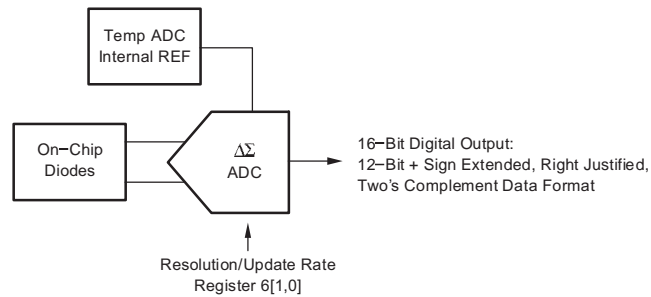 Temp ADC
Internal REF
On−Chip
Diodes
ΔΣ
ADC
16−Bit Digital Output:
12−Bit + Sign Extended, Right Justified,
Two's Complement Data Format
Resolution/Update Rate
Register 6[1,0]